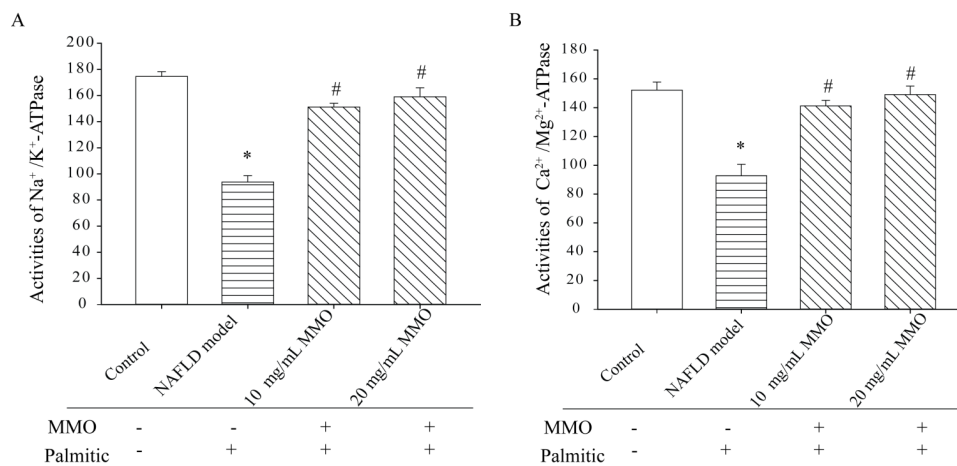 A
Activities of Na⁺/K⁺-ATPase
200
180
160
140
120
100
80
60
40
20
0
*
#
#
Control
NAFLD model
10 mg/mL MMO
20 mg/mL MMO
MMO - - + +
Palmitic - + + +
B
Activities of Ca²⁺/Mg²⁺-ATPase
180
160
140
120
100
80
60
40
20
0
*
#
#
Control
NAFLD model
10 mg/mL MMO
20 mg/mL MMO
MMO - - + +
Palmitic - + + +